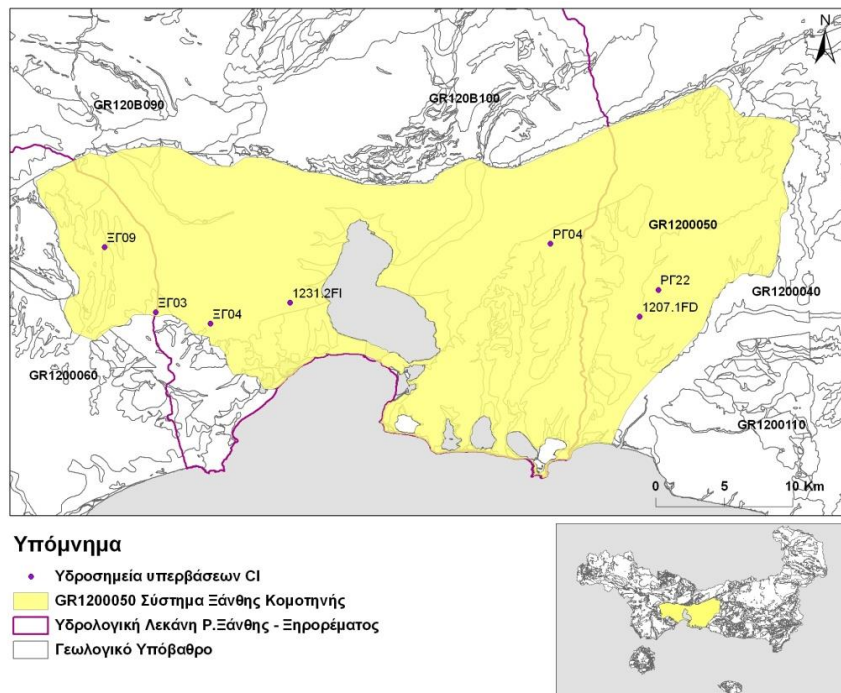 N
GR120B090
GR120B100
ΞΓ09
ΡΓ04
GR1200050
ΡΓ22
1231.2FI
GR1200040
ΞΓ03
ΞΓ04
1207.1FD
GR1200060
GR1200110
0 5 10 Km
Υπόμνημα
Υδροσημεία υπερβάσεων Cl
GR1200050 Σύστημα Ξάνθης Κομοτηνής
Υδρολογική Λεκάνη Ρ.Ξάνθης - Ξηρορέματος
Γεωλογικό Υπόβαθρο